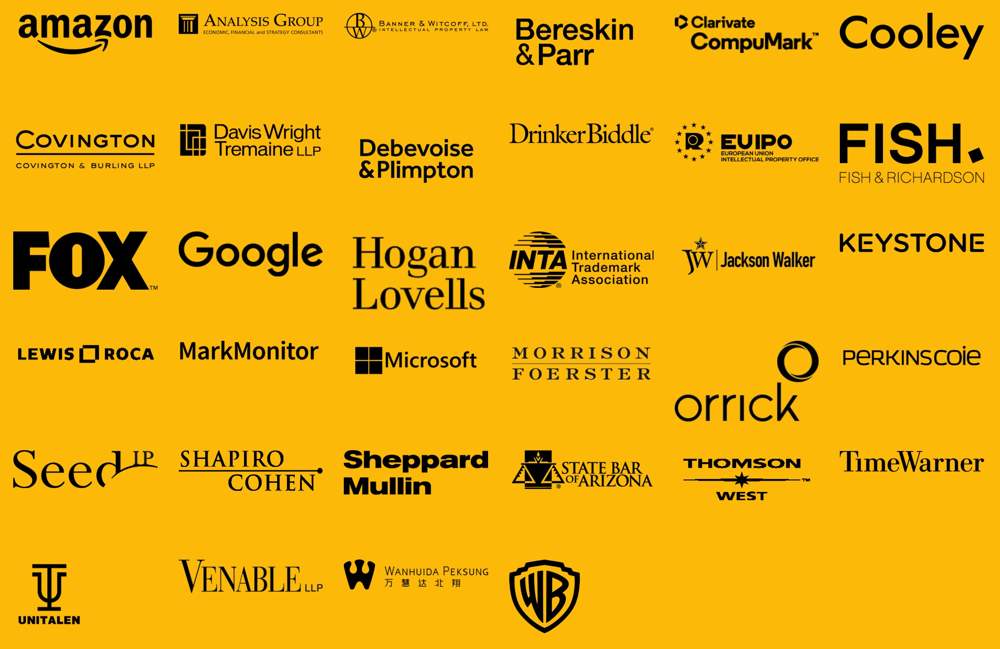 amazon
ANALYSIS GROUP
ECONOMIC, FINANCIAL and STRATEGY CONSULTANTS
BW®
BANNER & WITCOFF, LTD.
INTELLECTUAL PROPERTY LAW
Bereskin
& Parr
Clarivate
CompuMark™
Cooley
COVINGTON
COVINGTON & BURLING LLP
Davis Wright
Tremaine LLP
Debevoise
& Plimpton
DrinkerBiddle®
R
EUIPO
EUROPEAN UNION
INTELLECTUAL PROPERTY OFFICE
FISH.
FISH & RICHARDSON
FOX™
Google
Hogan
Lovells
INTA®
International
Trademark
Association
JW
Jackson Walker
KEYSTONE
LEWIS ROCA
MarkMonitor
Microsoft
MORRISON
FOERSTER
orrick
PERKINSCOIE
Seed IP
SHAPIRO
COHEN
Sheppard
Mullin
STATE BAR
OF ARIZONA
®
THOMSON
™
WEST
TimeWarner
UNITALEN
VENABLE LLP
WANHUIDA PEKSUNG
万慧达北翔
WB